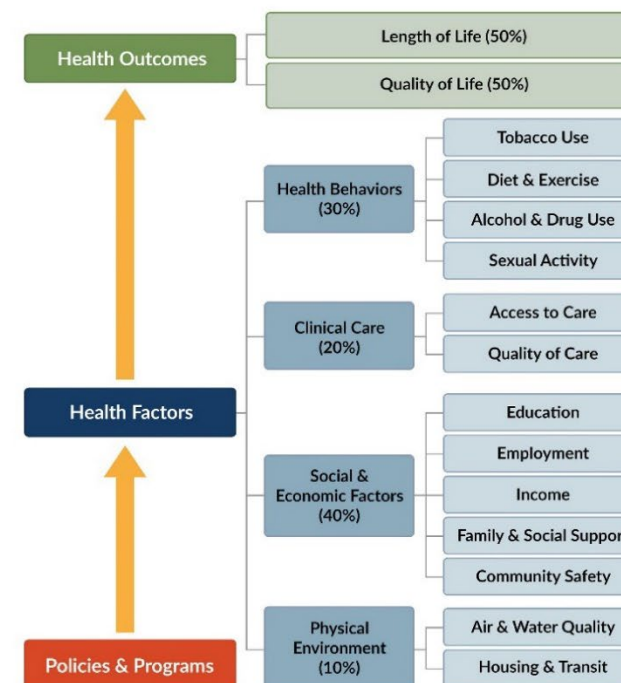 Health Outcomes
Length of Life (50%)
Quality of Life (50%)
Health Factors
Health Behaviors
(30%)
Tobacco Use
Diet & Exercise
Alcohol & Drug Use
Sexual Activity
Clinical Care
(20%)
Access to Care
Quality of Care
Social &
Economic Factors
(40%)
Education
Employment
Income
Family & Social Suppor
Community Safety
Physical
Environment
(10%)
Air & Water Quality
Housing & Transit
Policies & Programs